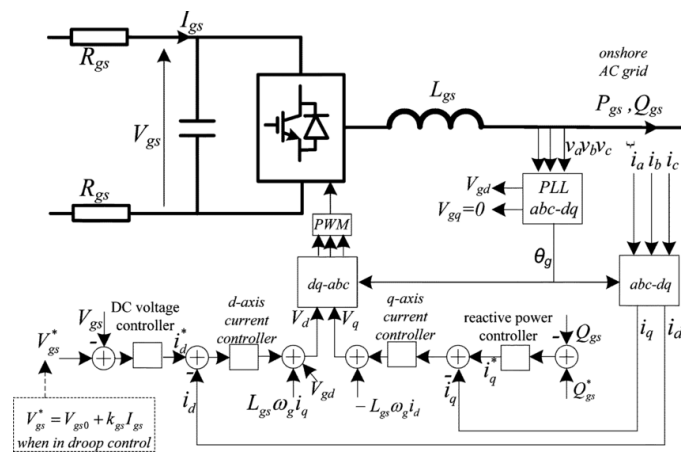 I_gs
R_gs
onshore
AC grid
L_gs
P_gs ,Q_gs
V_gs
v_a v_b v_c
i_a i_b i_c
V_gd
V_gq=0
PLL
abc-dq
R_gs
PWM
θ_g
dq-abc
abc-dq
V_gs
DC voltage
controller
d-axis
current
controller
V_d
V_q
q-axis
current
controller
reactive power
controller
Q_gs
i_q
i_d
V*_gs
-
i*_d
-
V_gd
-
i*_q
-
i_d
L_gs ω_g i_q
– L_gs ω_g i_d
i_q
Q*_gs
V*_gs = V_gs0 + k_gs I_gs
when in droop control